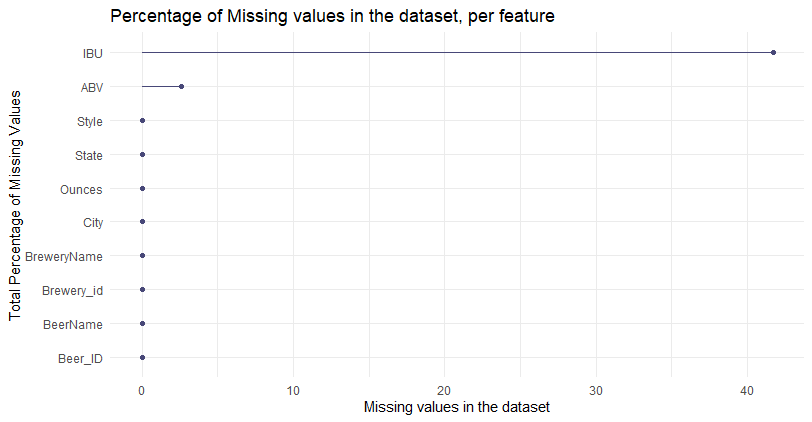 Percentage of Missing values in the dataset, per feature
Total Percentage of Missing Values
IBU
ABV
Style
State
Ounces
City
BreweryName
Brewery_id
BeerName
Beer_ID
0 10 20 30 40
Missing values in the dataset